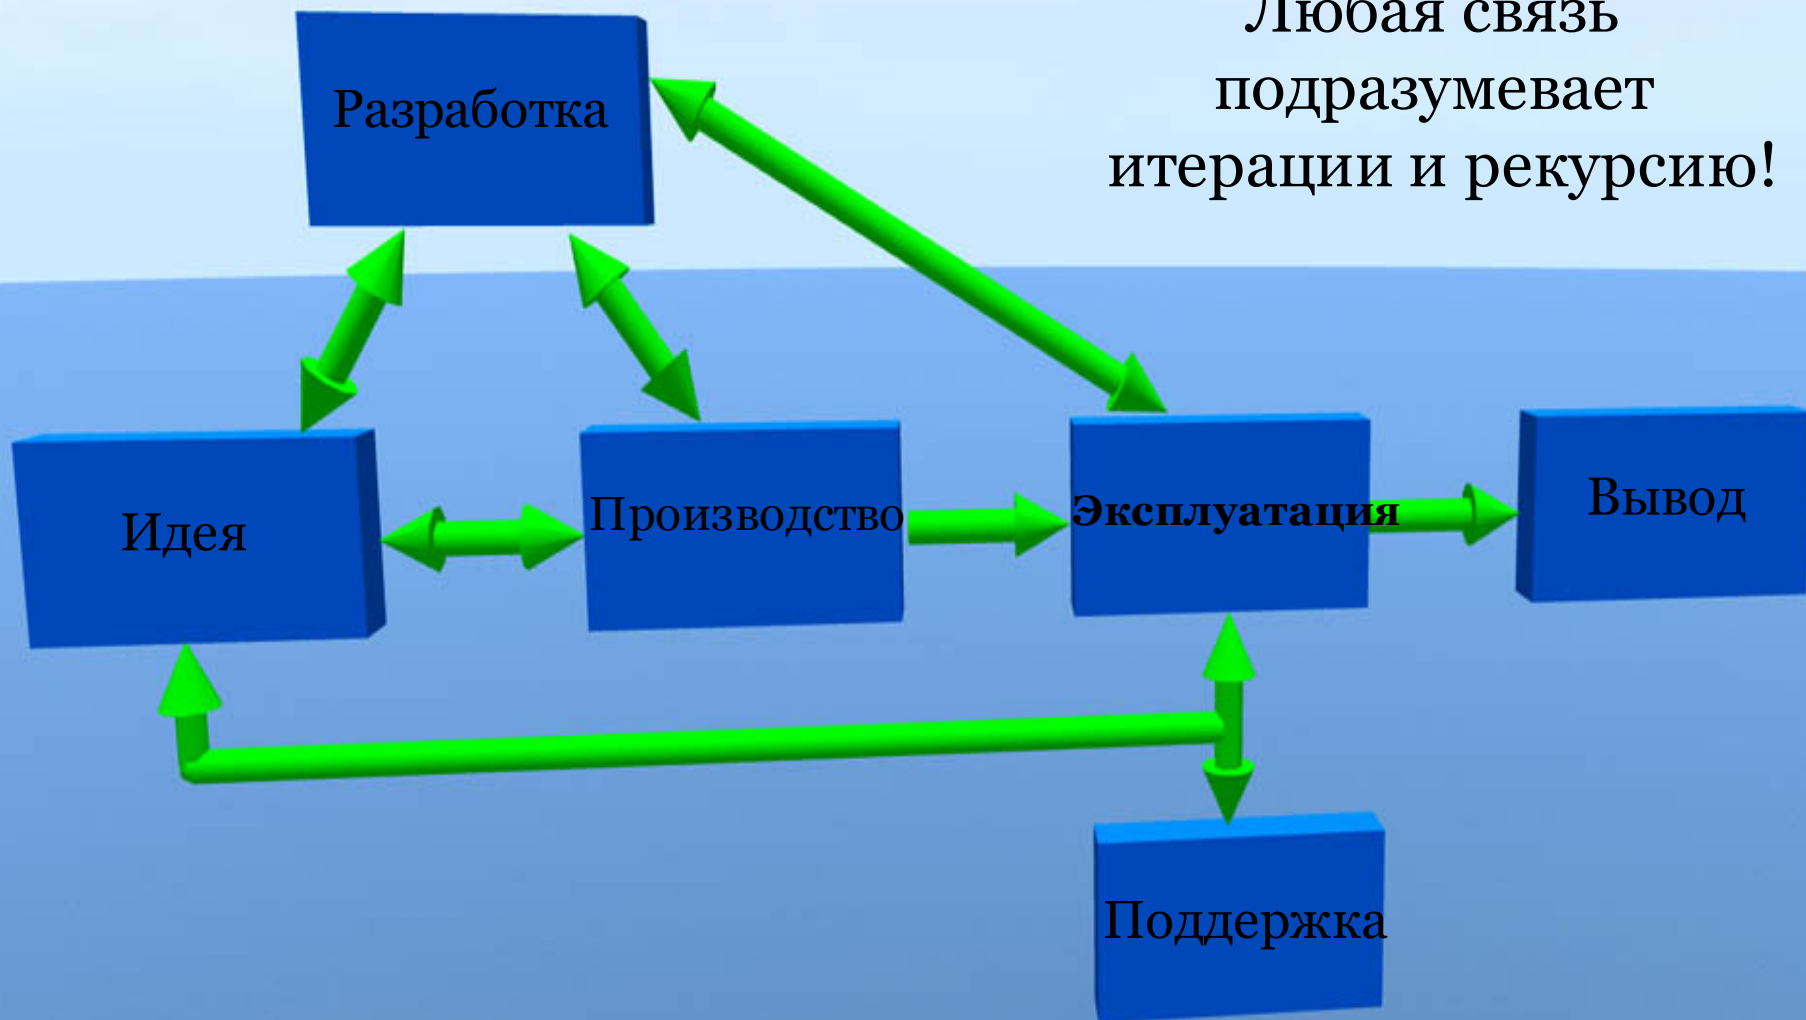 Любая связь
подразумевает
итерации и рекурсию!
Разработка
Идея
Производство
Эксплуатация
Вывод
Поддержка